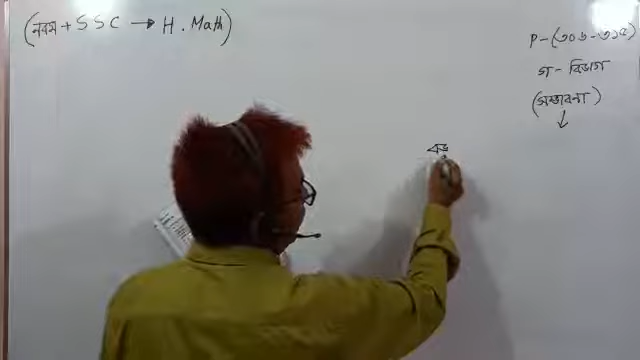 (নবম + SSC → H. Math)
P-(৩০৬-৩১৫)
গ - বিভাগ
(সম্ভাবনা)